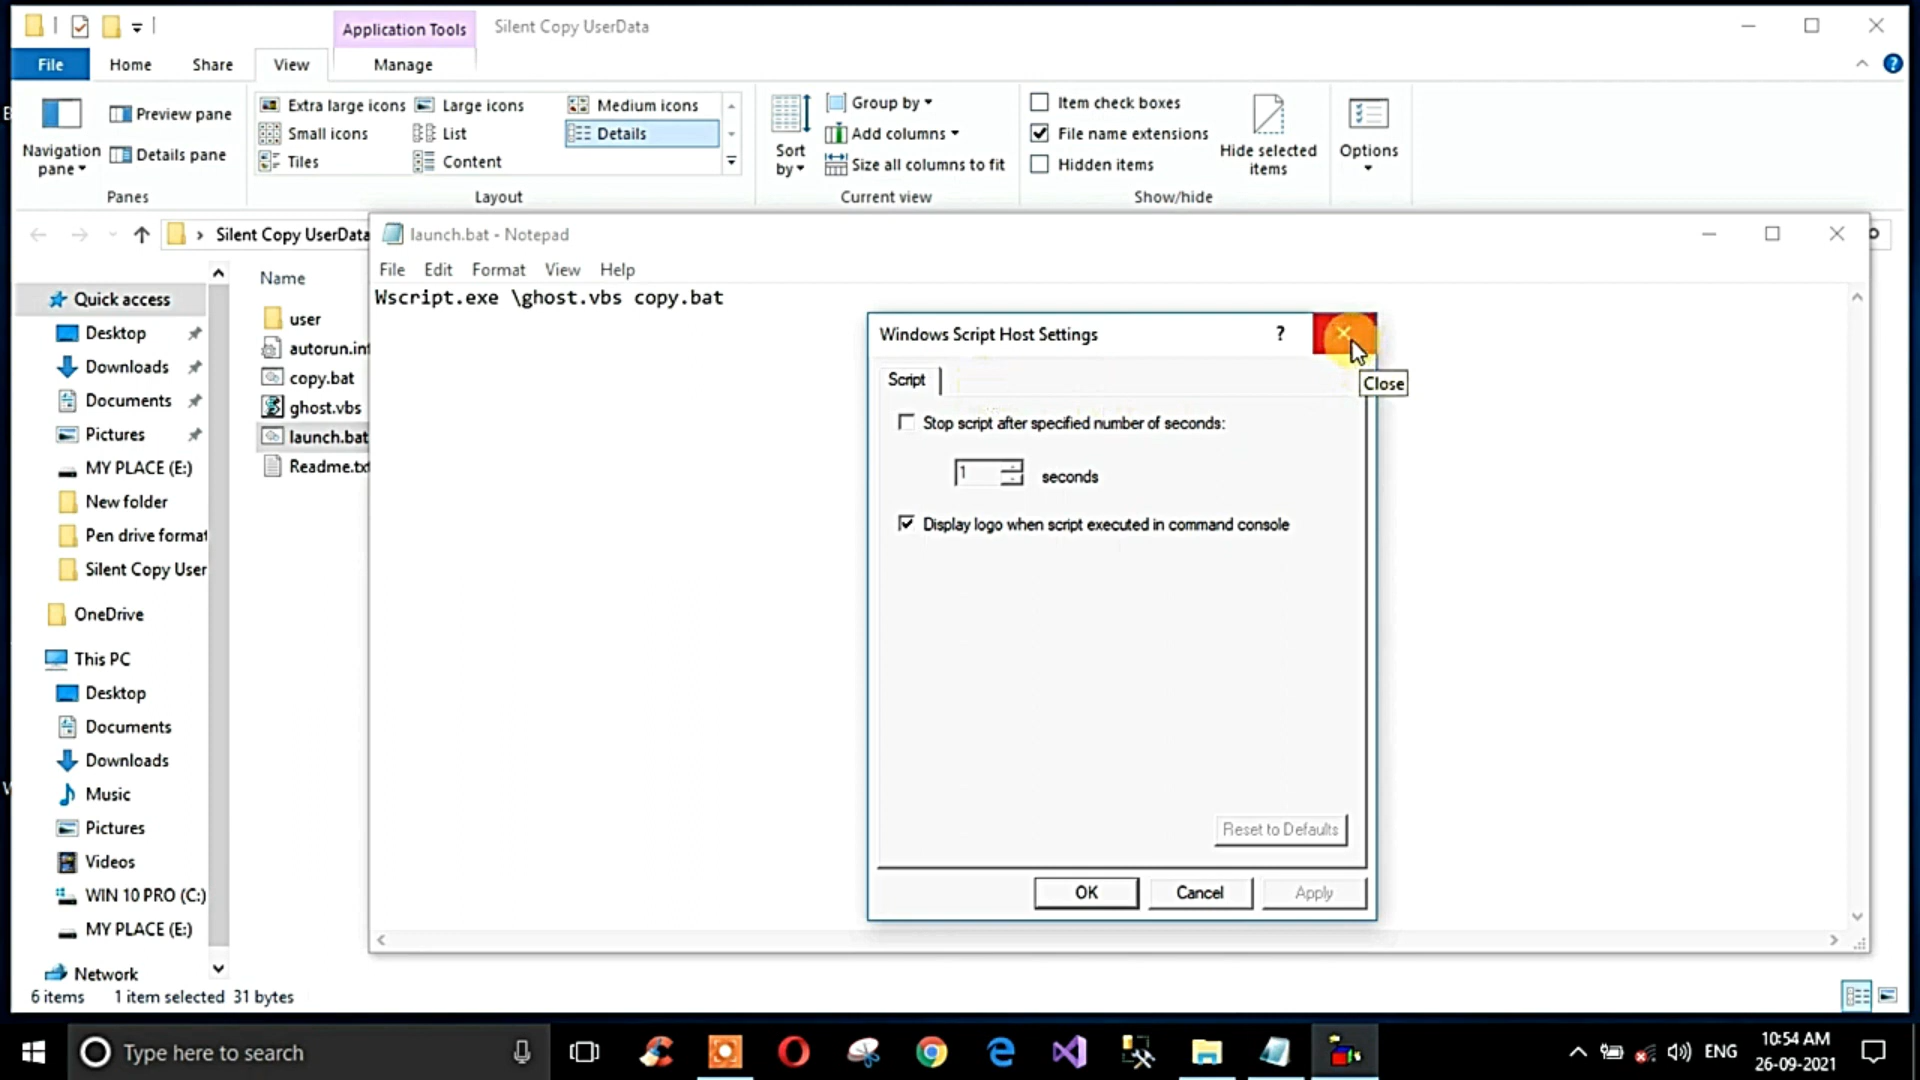 Application Tools
Silent Copy UserData
File
Home
Share
View
Manage
Navigation pane
Preview pane
Details pane
Panes
Extra large icons
Large icons
Medium icons
Small icons
List
Details
Tiles
Content
Layout
Sort by
Group by
Add columns
Size all columns to fit
Current view
Item check boxes
File name extensions
Hidden items
Hide selected items
Show/hide
Options
Silent Copy UserData
launch.bat - Notepad
File
Edit
Format
View
Help
Wscript.exe \ghost.vbs copy.bat
Quick access
Desktop
Downloads
Documents
Pictures
MY PLACE (E:)
New folder
Pen drive format
Silent Copy User
OneDrive
This PC
Desktop
Documents
Downloads
Music
Pictures
Videos
WIN 10 PRO (C:)
MY PLACE (E:)
Network
Name
user
autorun.inf
copy.bat
ghost.vbs
launch.bat
Readme.txt
Windows Script Host Settings
?
Close
Script
Stop script after specified number of seconds:
1
seconds
Display logo when script executed in command console
Reset to Defaults
OK
Cancel
Apply
6 items
1 item selected 31 bytes
Type here to search
ENG
10:54 AM
26-09-2021